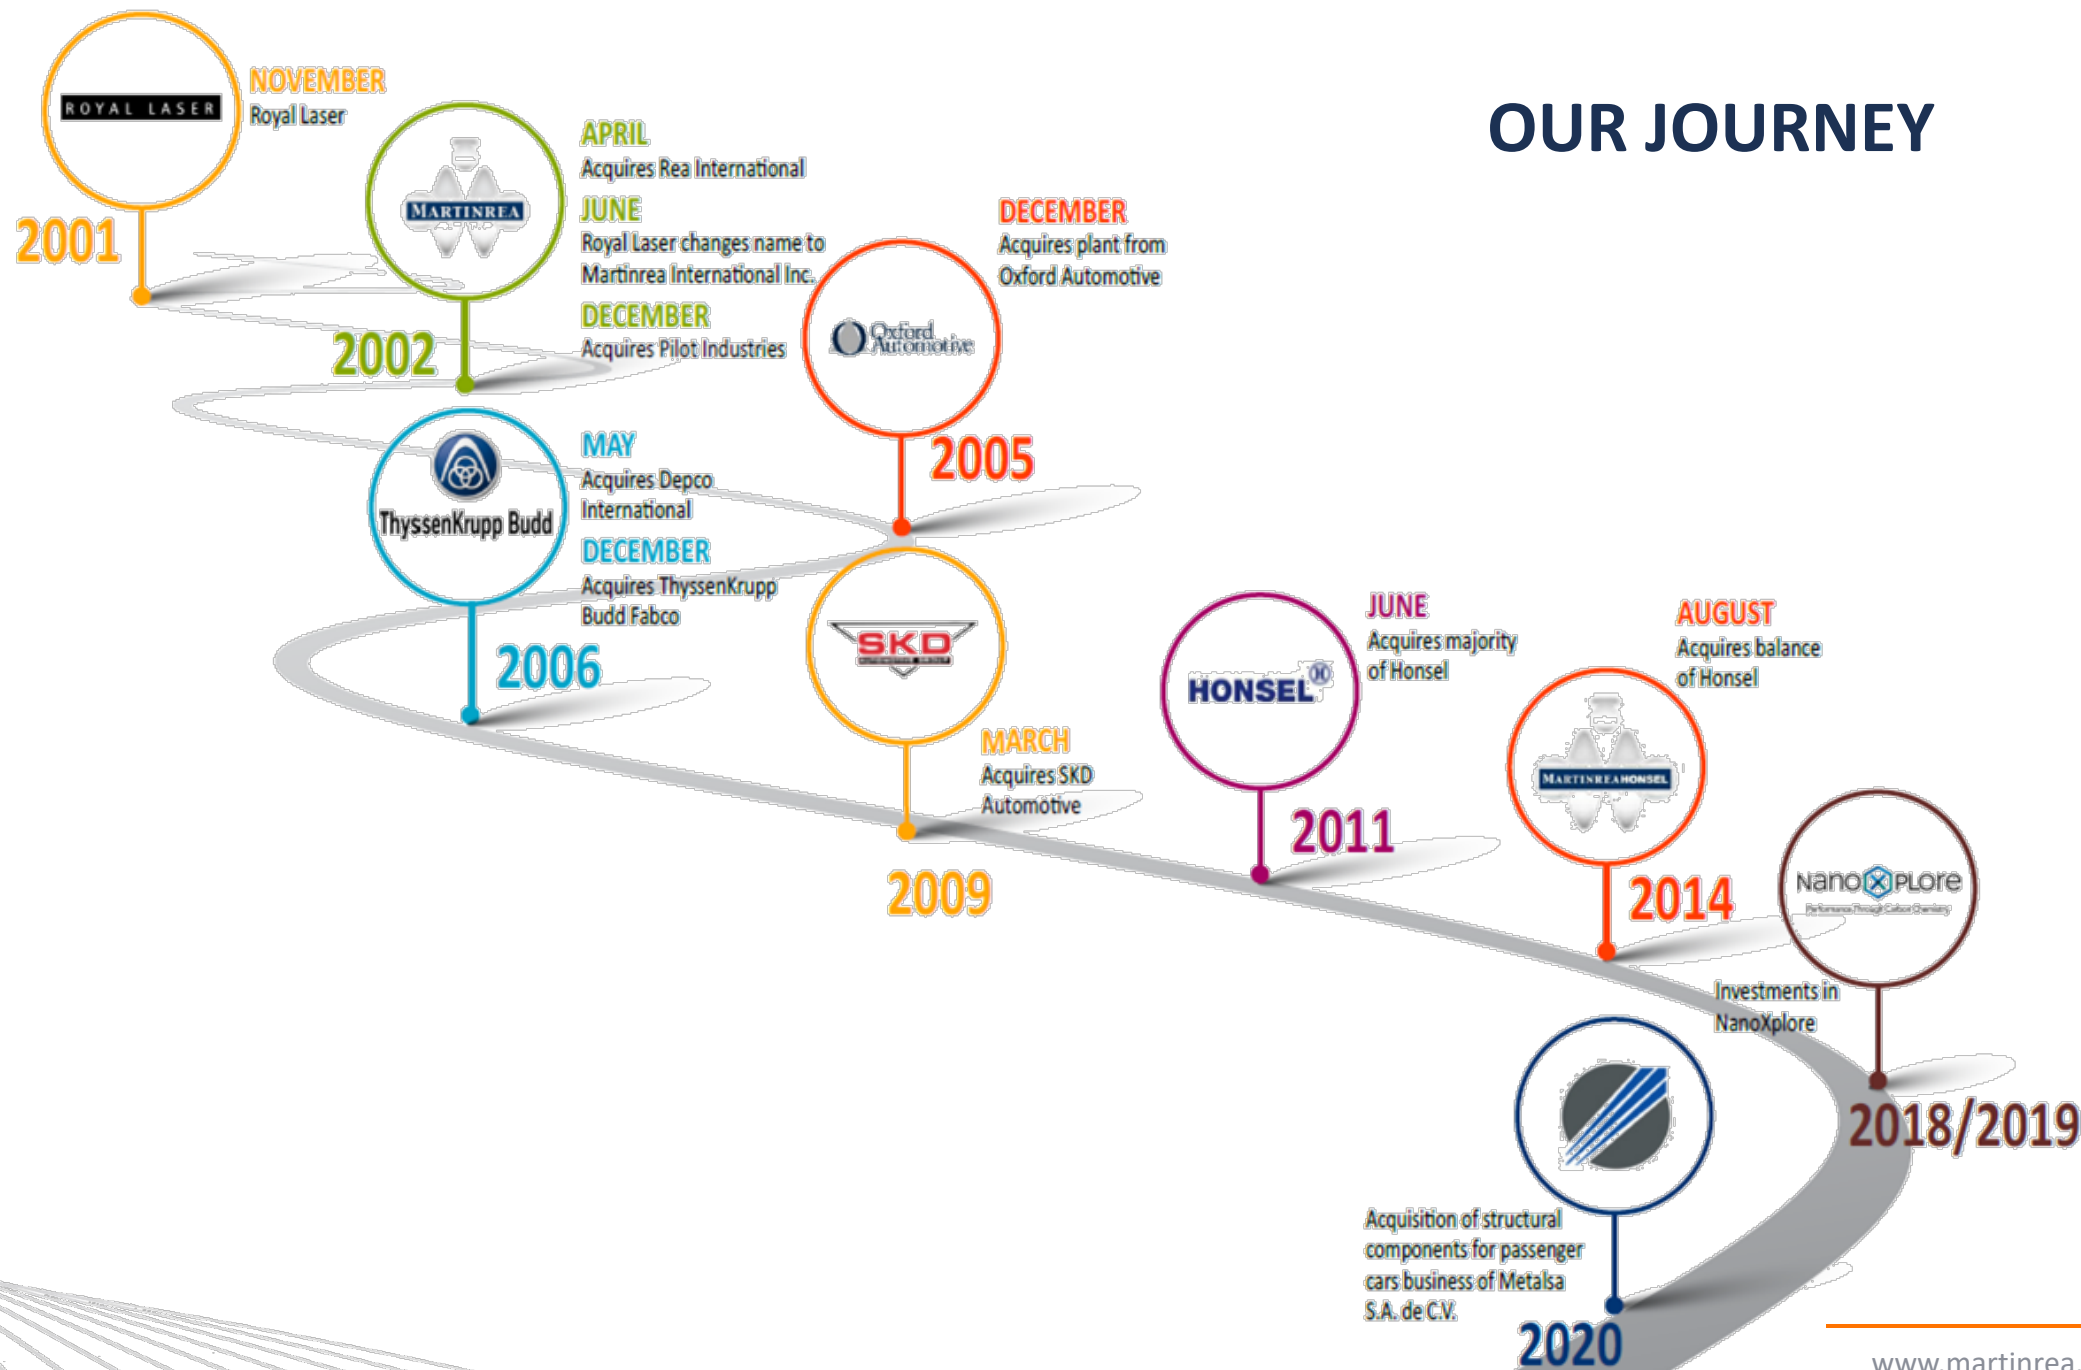 OUR JOURNEY
ROYAL LASER
NOVEMBER
Royal Laser
2001
MARTINREA
APRIL
Acquires Rea International
JUNE
Royal Laser changes name to
Martinrea International Inc.
DECEMBER
Acquires Pilot Industries
2002
Oxford
Automotive
DECEMBER
Acquires plant from
Oxford Automotive
2005
ThyssenKrupp Budd
MAY
Acquires Depco
International
DECEMBER
Acquires ThyssenKrupp
Budd Fabco
2006
SKD
MARCH
Acquires SKD
Automotive
2009
HONSEL
JUNE
Acquires majority
of Honsel
2011
MARTINREAHONSEL
AUGUST
Acquires balance
of Honsel
2014
NanoXplore
Performance Through Carbon Chemistry
Investments in
NanoXplore
2018/2019
Acquisition of structural
components for passenger
cars business of Metalsa
S.A. de C.V.
2020
www.martinrea.